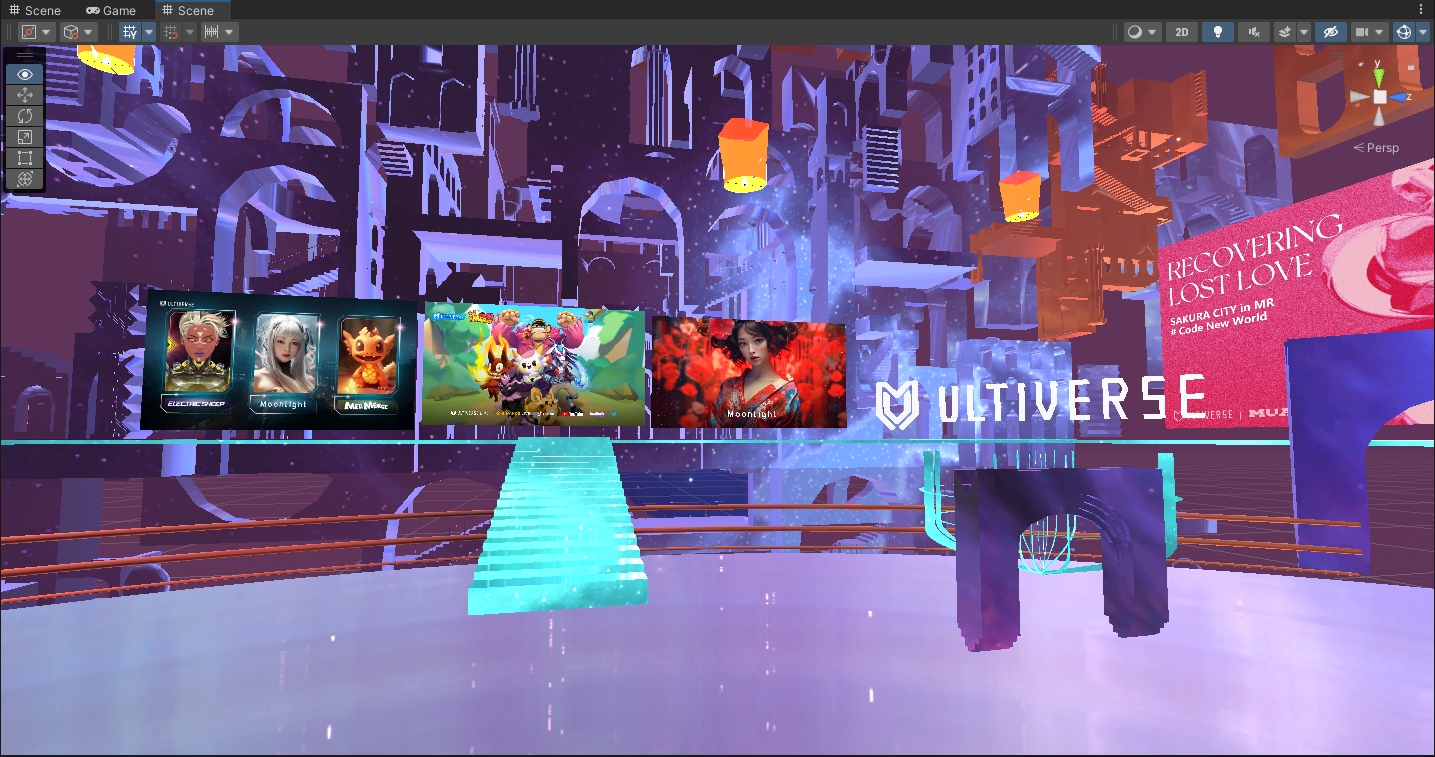 Scene
Game
Scene
2D
y
z
Persp
ULTIVERSE
ELECTRIC SHEEP
Moonlight
Moonlight
ULTIVERSE
RECOVERING
LOST LOVE
SAKURA CITY in MR
# Code New World